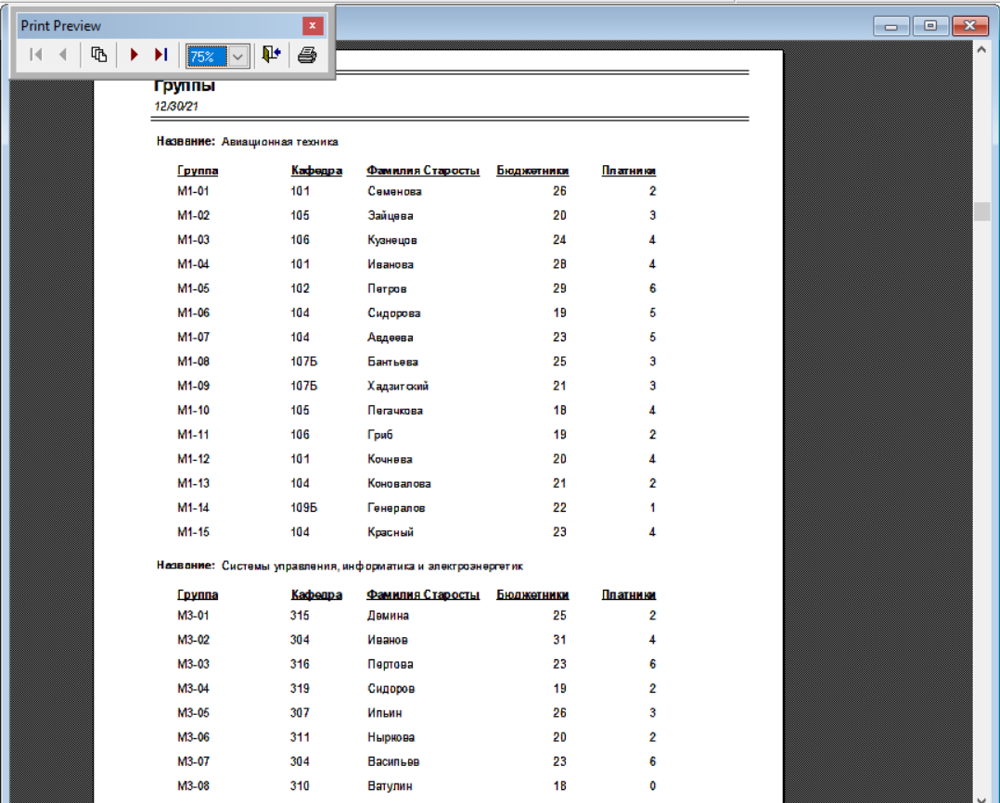 Print Preview
75%
Группы
12/30/21
Название: Авиационная техника
Группа Кафедра Фамилия Старосты Бюджетники Платники
М1-01 101 Семенова 26 2
М1-02 105 Зайцева 20 3
М1-03 106 Кузнецов 24 4
М1-04 101 Иванова 28 4
М1-05 102 Петров 29 6
М1-06 104 Сидорова 19 5
М1-07 104 Авдеева 23 5
М1-08 107Б Бантьева 25 3
М1-09 107Б Хадзитский 21 3
М1-10 105 Пегачкова 18 4
М1-11 106 Гриб 19 2
М1-12 101 Кочнева 20 4
М1-13 104 Коновалова 21 2
М1-14 109Б Генералов 22 1
М1-15 104 Красный 23 4
Название: Системы управления, информатика и электроэнергетик
Группа Кафедра Фамилия Старосты Бюджетники Платники
М3-01 315 Демина 25 2
М3-02 304 Иванов 31 4
М3-03 316 Пертова 23 6
М3-04 319 Сидоров 19 2
М3-05 307 Ильин 26 3
М3-06 311 Ныркова 20 2
М3-07 304 Васильев 23 6
М3-08 310 Ватулин 18 0